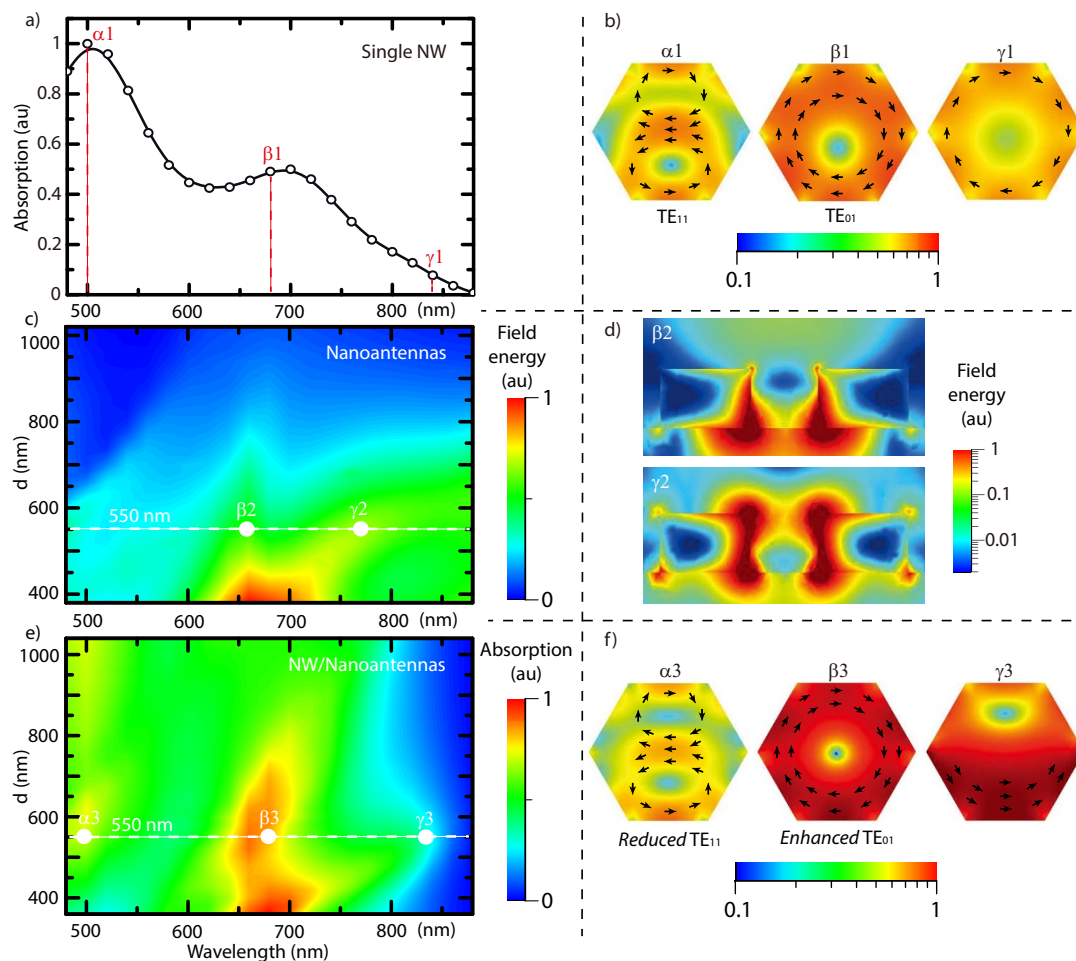 a)
Single NW
α1
β1
γ1
Absorption (au)
1
0.8
0.6
0.4
0.2
0
500
600
700
800
(nm)
b)
α1
β1
γ1
TE11
TE01
0.1
1
c)
Nanoantennas
1000
800
600
400
d (nm)
550 nm
β2
γ2
500
600
700
800
(nm)
Field
energy
(au)
1
0
d)
β2
γ2
Field
energy
(au)
1
0.1
0.01
e)
NW/Nanoantennas
1000
800
600
400
d (nm)
α3
550 nm
β3
γ3
500
600
700
800
(nm)
Wavelength (nm)
Absorption
(au)
1
0
f)
α3
β3
γ3
Reduced TE11
Enhanced TE01
0.1
1